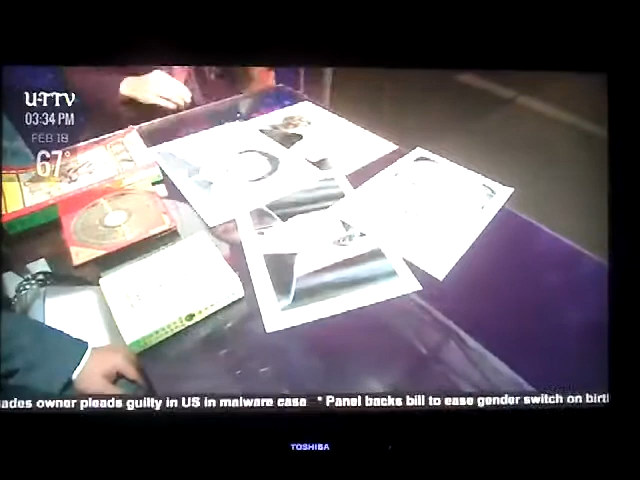 U-TTV
03:34 PM
FEB 18
67°
ades owner pleads guilty in US in malware case * Panel backs bill to ease gender switch on birt
TOSHIBA